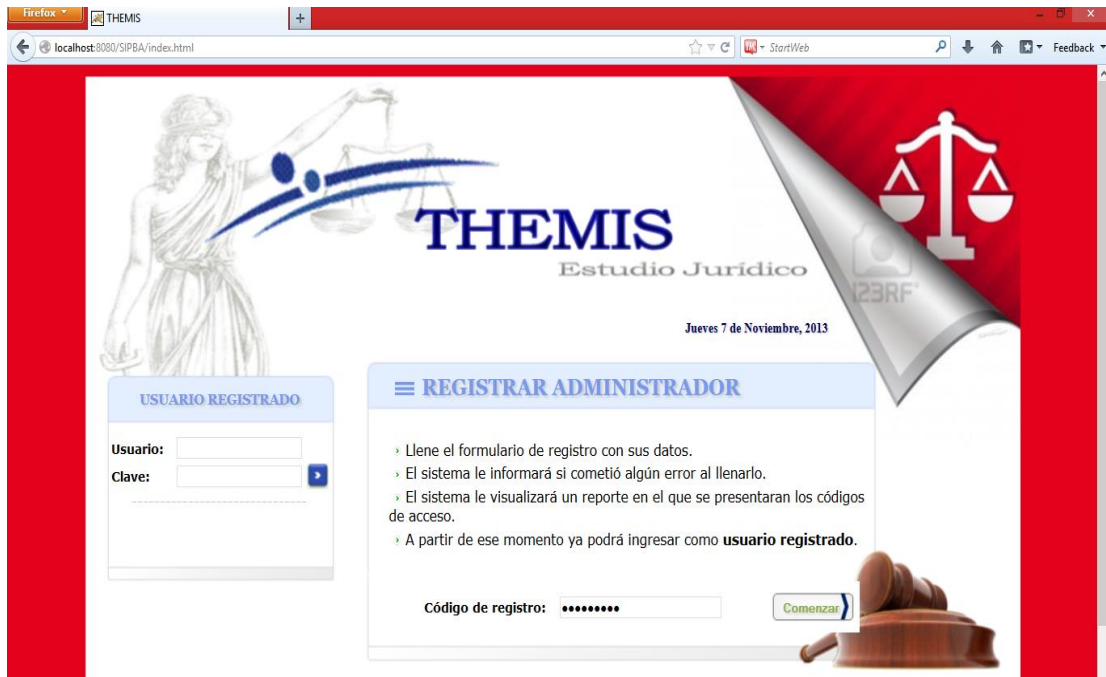 Firefox
THEMIS
+
localhost:8080/SIPBA/index.html
StartWeb
Feedback
THEMIS
Estudio Jurídico
123RF
Jueves 7 de Noviembre, 2013
USUARIO REGISTRADO
Usuario:
Clave:
REGISTRAR ADMINISTRADOR
Llene el formulario de registro con sus datos.
El sistema le informará si cometió algún error al llenarlo.
El sistema le visualizará un reporte en el que se presentaran los códigos
de acceso.
A partir de ese momento ya podrá ingresar como usuario registrado.
Código de registro: •••••••••
Comenzar